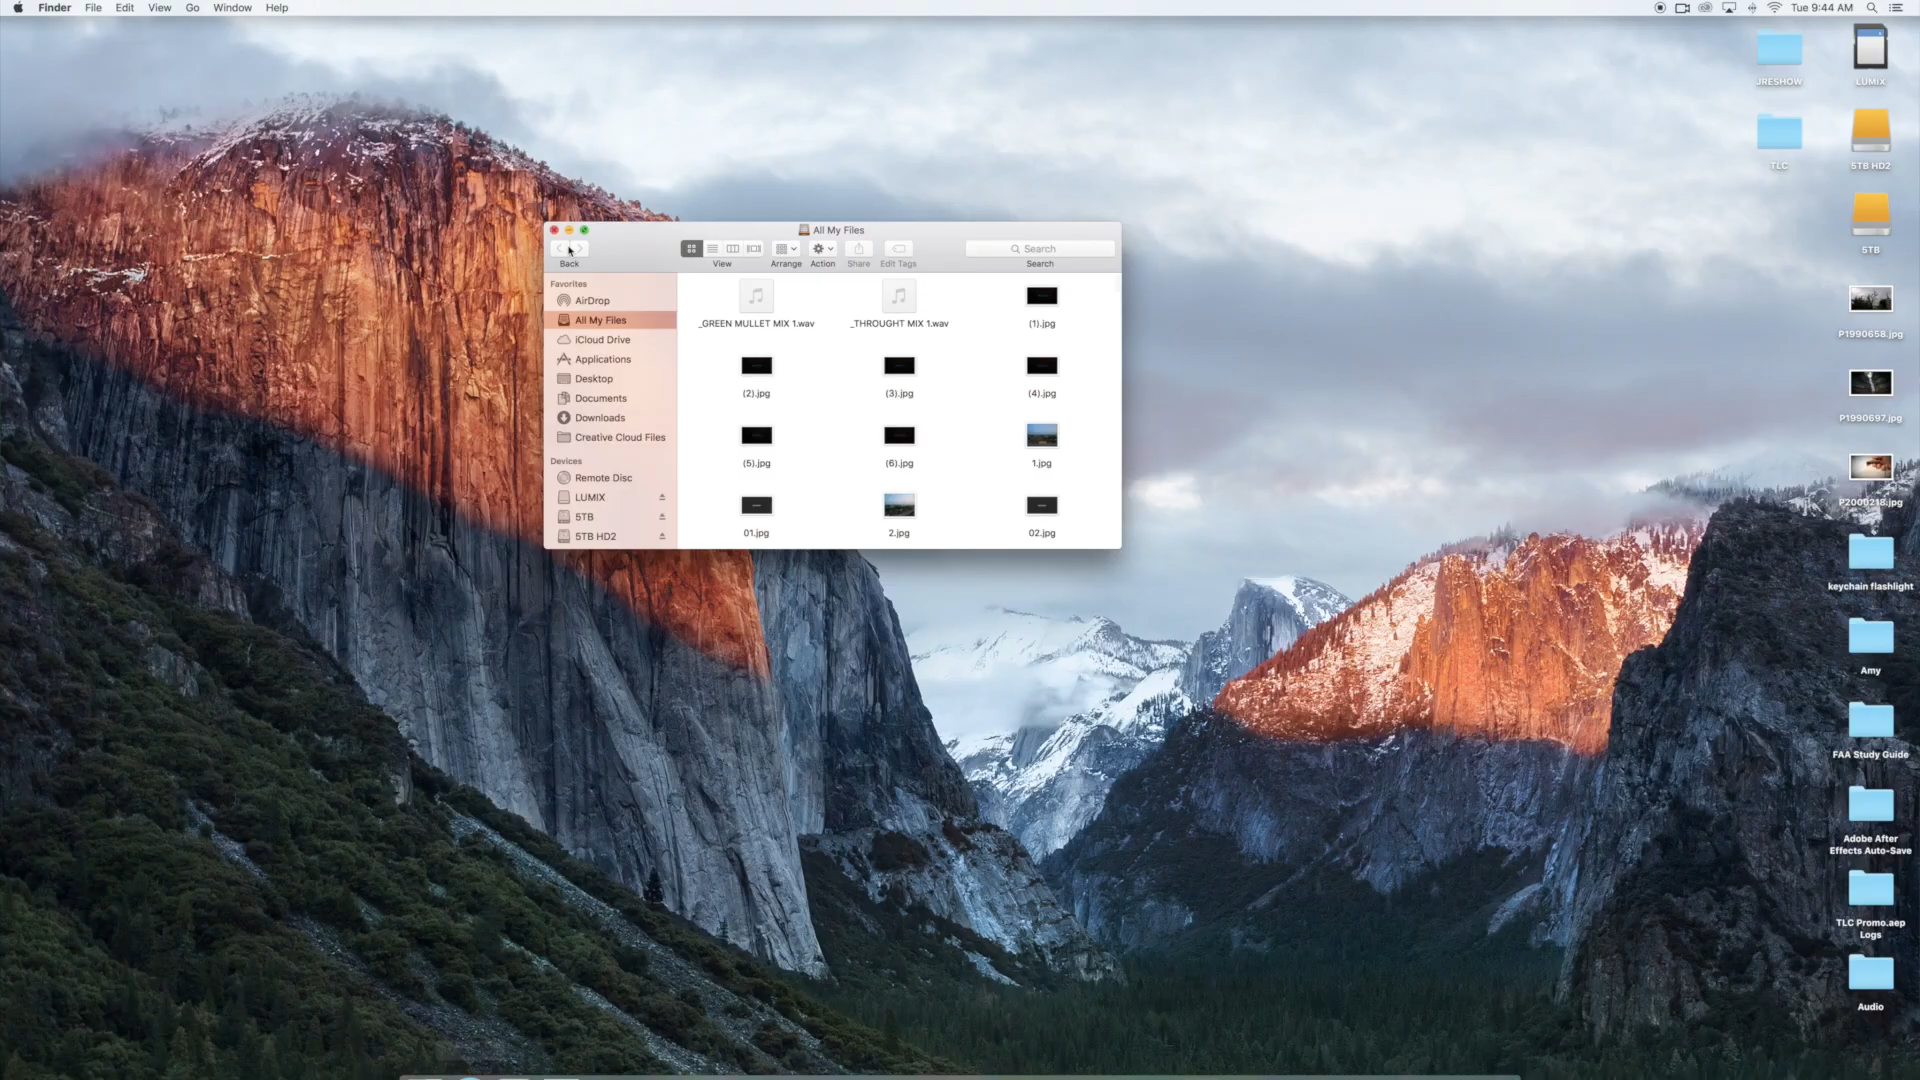 Finder File Edit View Go Window Help
Tue 9:44 AM
All My Files
Search
Back View Arrange Action Share Edit Tags Search
Favorites
AirDrop
All My Files
iCloud Drive
Applications
Desktop
Documents
Downloads
Creative Cloud Files
Devices
Remote Disc
LUMIX
5TB
5TB HD2
_GREEN MULLET MIX 1.wav
_THROUGHT MIX 1.wav
(1).jpg
(2).jpg
(3).jpg
(4).jpg
(5).jpg
(6).jpg
1.jpg
01.jpg
2.jpg
02.jpg
JRESHOW
LUMIX
TLC
5TB HD2
5TB
P1990658.jpg
P1990697.jpg
P2000218.jpg
keychain flashlight
Amy
FAA Study Guide
Adobe After
Effects Auto-Save
TLC Promo.aep
Logs
Audio